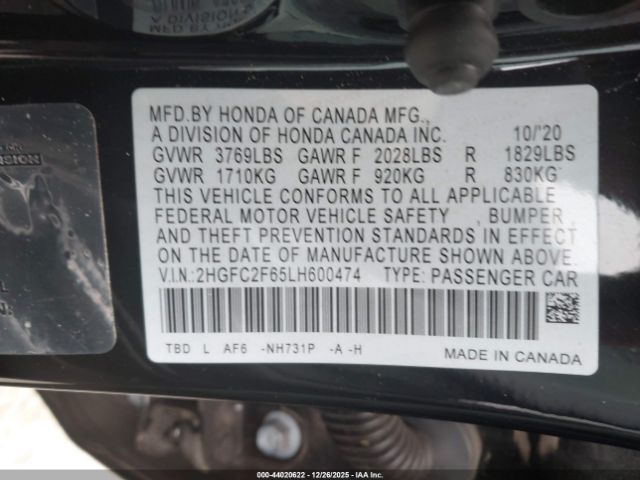 MFD.BY HONDA OF CANADA MFG.,
A DIVISION OF HONDA CANADA INC. 10/'20
GVWR 3769LBS GAWR F 2028LBS R 1829LBS
GVWR 1710KG GAWR F 920KG R 830KG
THIS VEHICLE CONFORMS TO ALL APPLICABLE
FEDERAL MOTOR VEHICLE SAFETY , BUMPER ,
AND THEFT PREVENTION STANDARDS IN EFFECT
ON THE DATE OF MANUFACTURE SHOWN ABOVE.
V.I.N.:2HGFC2F65LH600474 TYPE: PASSENGER CAR
TBD L AF6 -NH731P -A -H
MADE IN CANADA
000-44020622 - 12/26/2025 - IAA Inc.